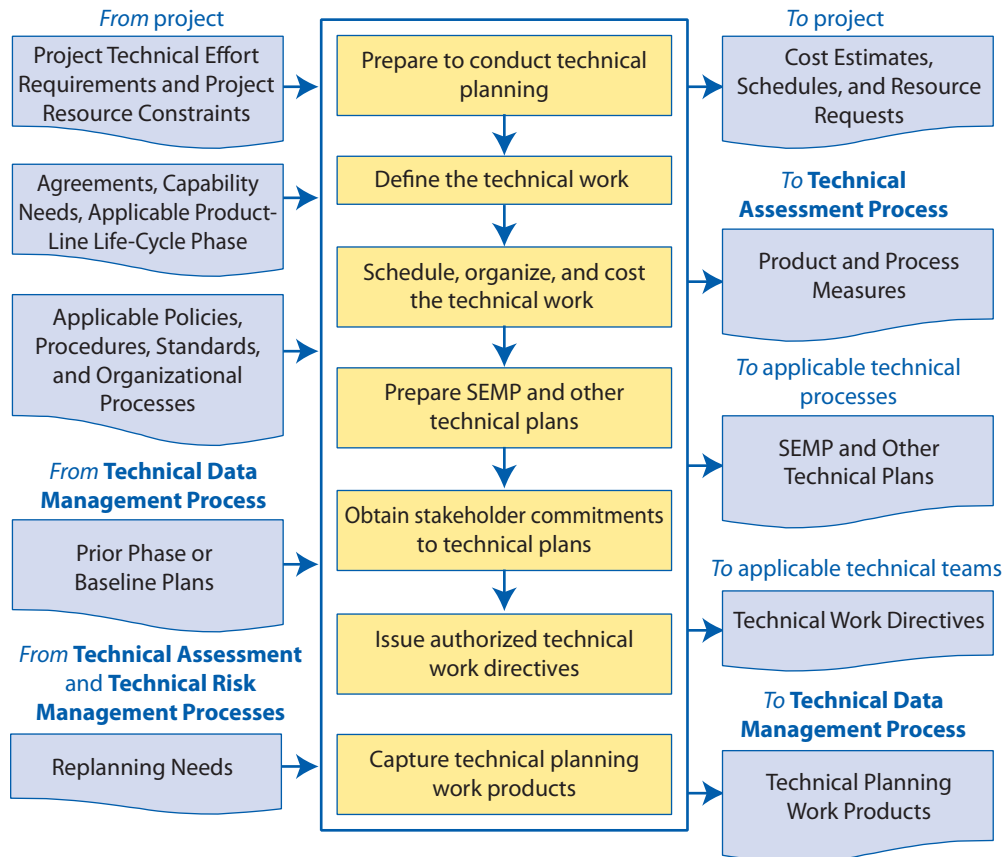 From project
Project Technical Effort
Requirements and Project
Resource Constraints
Agreements, Capability
Needs, Applicable Product-
Line Life-Cycle Phase
Applicable Policies,
Procedures, Standards,
and Organizational
Processes
From Technical Data
Management Process
Prior Phase or
Baseline Plans
From Technical Assessment
and Technical Risk
Management Processes
Replanning Needs
Prepare to conduct technical
planning
Define the technical work
Schedule, organize, and cost
the technical work
Prepare SEMP and other
technical plans
Obtain stakeholder commitments
to technical plans
Issue authorized technical
work directives
Capture technical planning
work products
To project
Cost Estimates,
Schedules, and Resource
Requests
To Technical
Assessment Process
Product and Process
Measures
To applicable technical
processes
SEMP and Other
Technical Plans
To applicable technical teams
Technical Work Directives
To Technical Data
Management Process
Technical Planning
Work Products